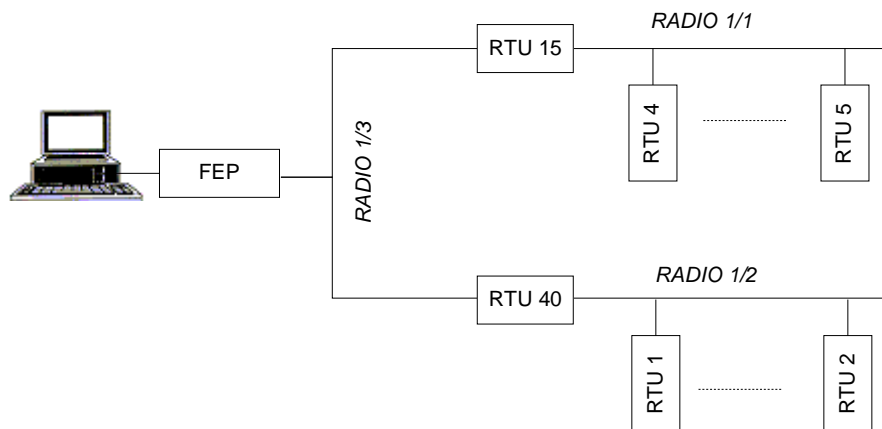 RADIO 1/1
RTU 15
RTU 4
RTU 5
RADIO 1/3
FEP
RADIO 1/2
RTU 40
RTU 1
RTU 2